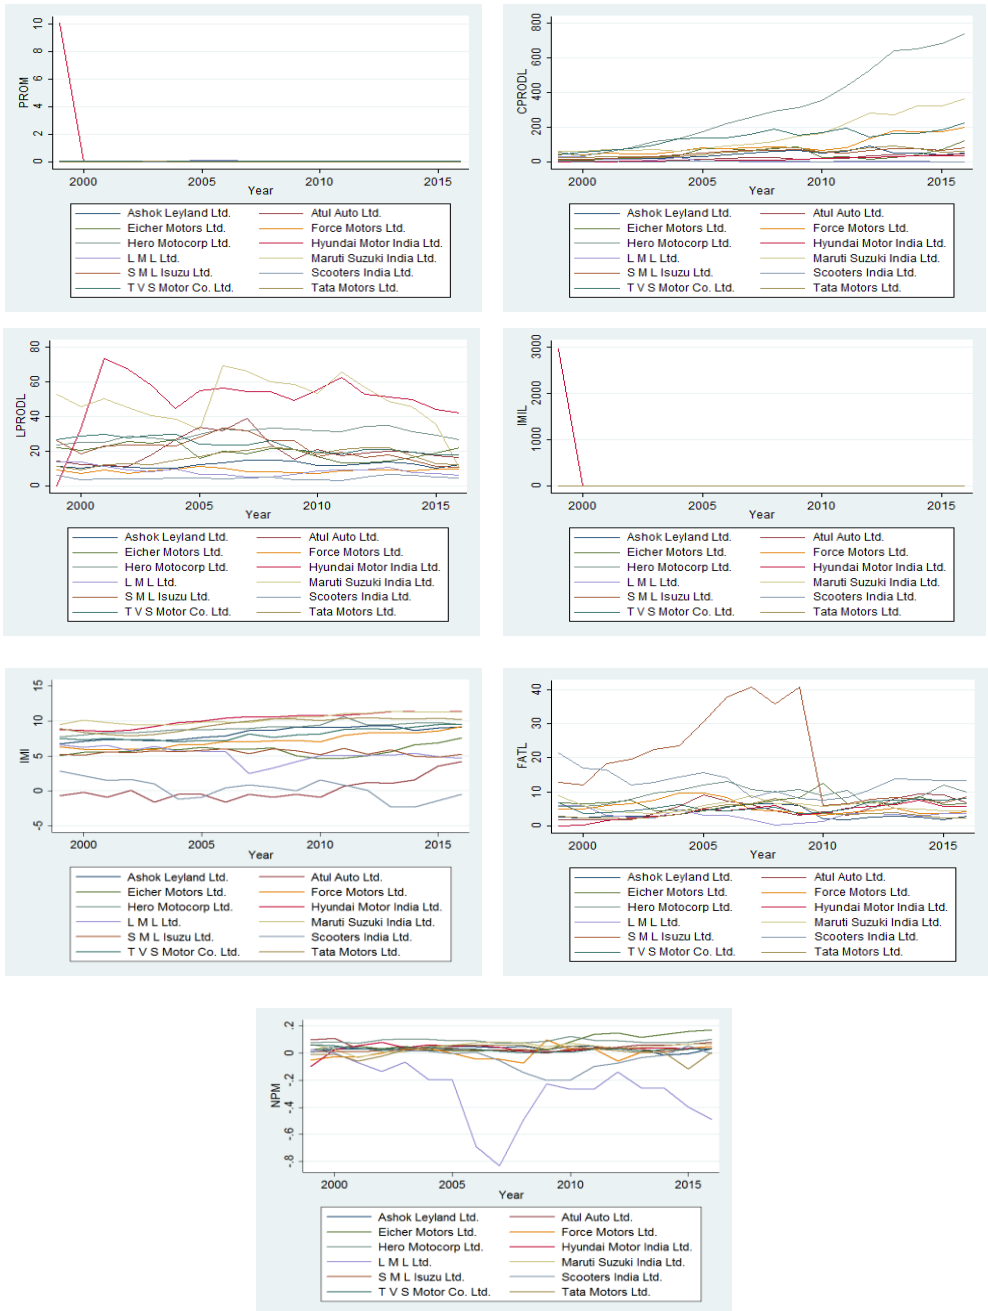 PROM
10
8
6
4
2
0
2000 2005 2010 2015
Year
Ashok Leyland Ltd. Atul Auto Ltd.
Eicher Motors Ltd. Force Motors Ltd.
Hero Motocorp Ltd. Hyundai Motor India Ltd.
L M L Ltd. Maruti Suzuki India Ltd.
S M L Isuzu Ltd. Scooters India Ltd.
T V S Motor Co. Ltd. Tata Motors Ltd.
CPRODL
800
600
400
200
0
2000 2005 2010 2015
Year
Ashok Leyland Ltd. Atul Auto Ltd.
Eicher Motors Ltd. Force Motors Ltd.
Hero Motocorp Ltd. Hyundai Motor India Ltd.
L M L Ltd. Maruti Suzuki India Ltd.
S M L Isuzu Ltd. Scooters India Ltd.
T V S Motor Co. Ltd. Tata Motors Ltd.
LPRODL
80
60
40
20
0
2000 2005 2010 2015
Year
Ashok Leyland Ltd. Atul Auto Ltd.
Eicher Motors Ltd. Force Motors Ltd.
Hero Motocorp Ltd. Hyundai Motor India Ltd.
L M L Ltd. Maruti Suzuki India Ltd.
S M L Isuzu Ltd. Scooters India Ltd.
T V S Motor Co. Ltd. Tata Motors Ltd.
IMIL
3000
2000
1000
0
2000 2005 2010 2015
Year
Ashok Leyland Ltd. Atul Auto Ltd.
Eicher Motors Ltd. Force Motors Ltd.
Hero Motocorp Ltd. Hyundai Motor India Ltd.
L M L Ltd. Maruti Suzuki India Ltd.
S M L Isuzu Ltd. Scooters India Ltd.
T V S Motor Co. Ltd. Tata Motors Ltd.
IMI
15
10
5
0
-5
2000 2005 2010 2015
Year
Ashok Leyland Ltd. Atul Auto Ltd.
Eicher Motors Ltd. Force Motors Ltd.
Hero Motocorp Ltd. Hyundai Motor India Ltd.
L M L Ltd. Maruti Suzuki India Ltd.
S M L Isuzu Ltd. Scooters India Ltd.
T V S Motor Co. Ltd. Tata Motors Ltd.
FATL
40
30
20
10
0
2000 2005 2010 2015
Year
Ashok Leyland Ltd. Atul Auto Ltd.
Eicher Motors Ltd. Force Motors Ltd.
Hero Motocorp Ltd. Hyundai Motor India Ltd.
L M L Ltd. Maruti Suzuki India Ltd.
S M L Isuzu Ltd. Scooters India Ltd.
T V S Motor Co. Ltd. Tata Motors Ltd.
NPM
.2
0
-.2
-.4
-.6
-.8
2000 2005 2010 2015
Year
Ashok Leyland Ltd. Atul Auto Ltd.
Eicher Motors Ltd. Force Motors Ltd.
Hero Motocorp Ltd. Hyundai Motor India Ltd.
L M L Ltd. Maruti Suzuki India Ltd.
S M L Isuzu Ltd. Scooters India Ltd.
T V S Motor Co. Ltd. Tata Motors Ltd.